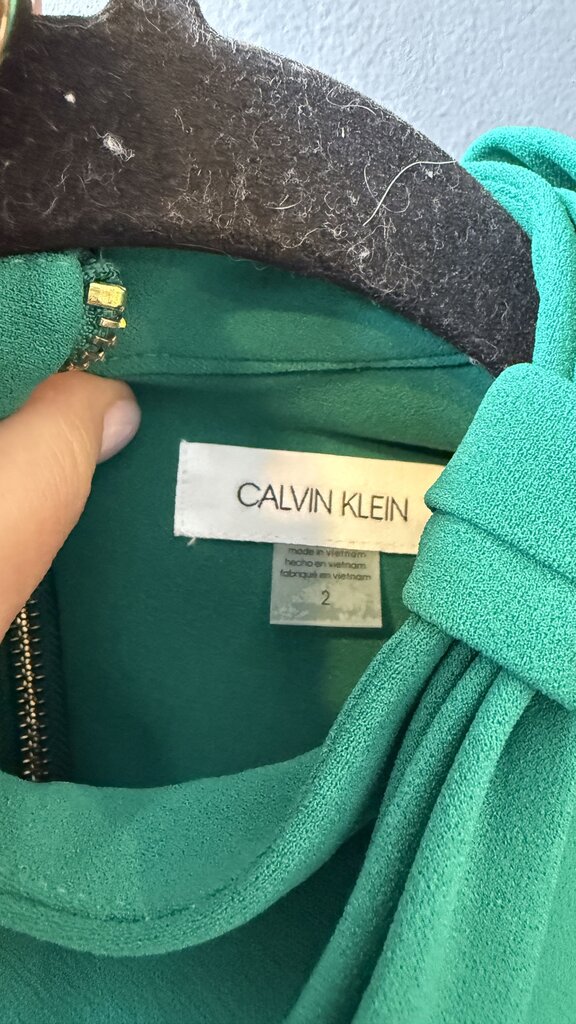 CALVIN KLEIN
made in vietnam
hecho en vietnam
fabriqué en vietnam
2